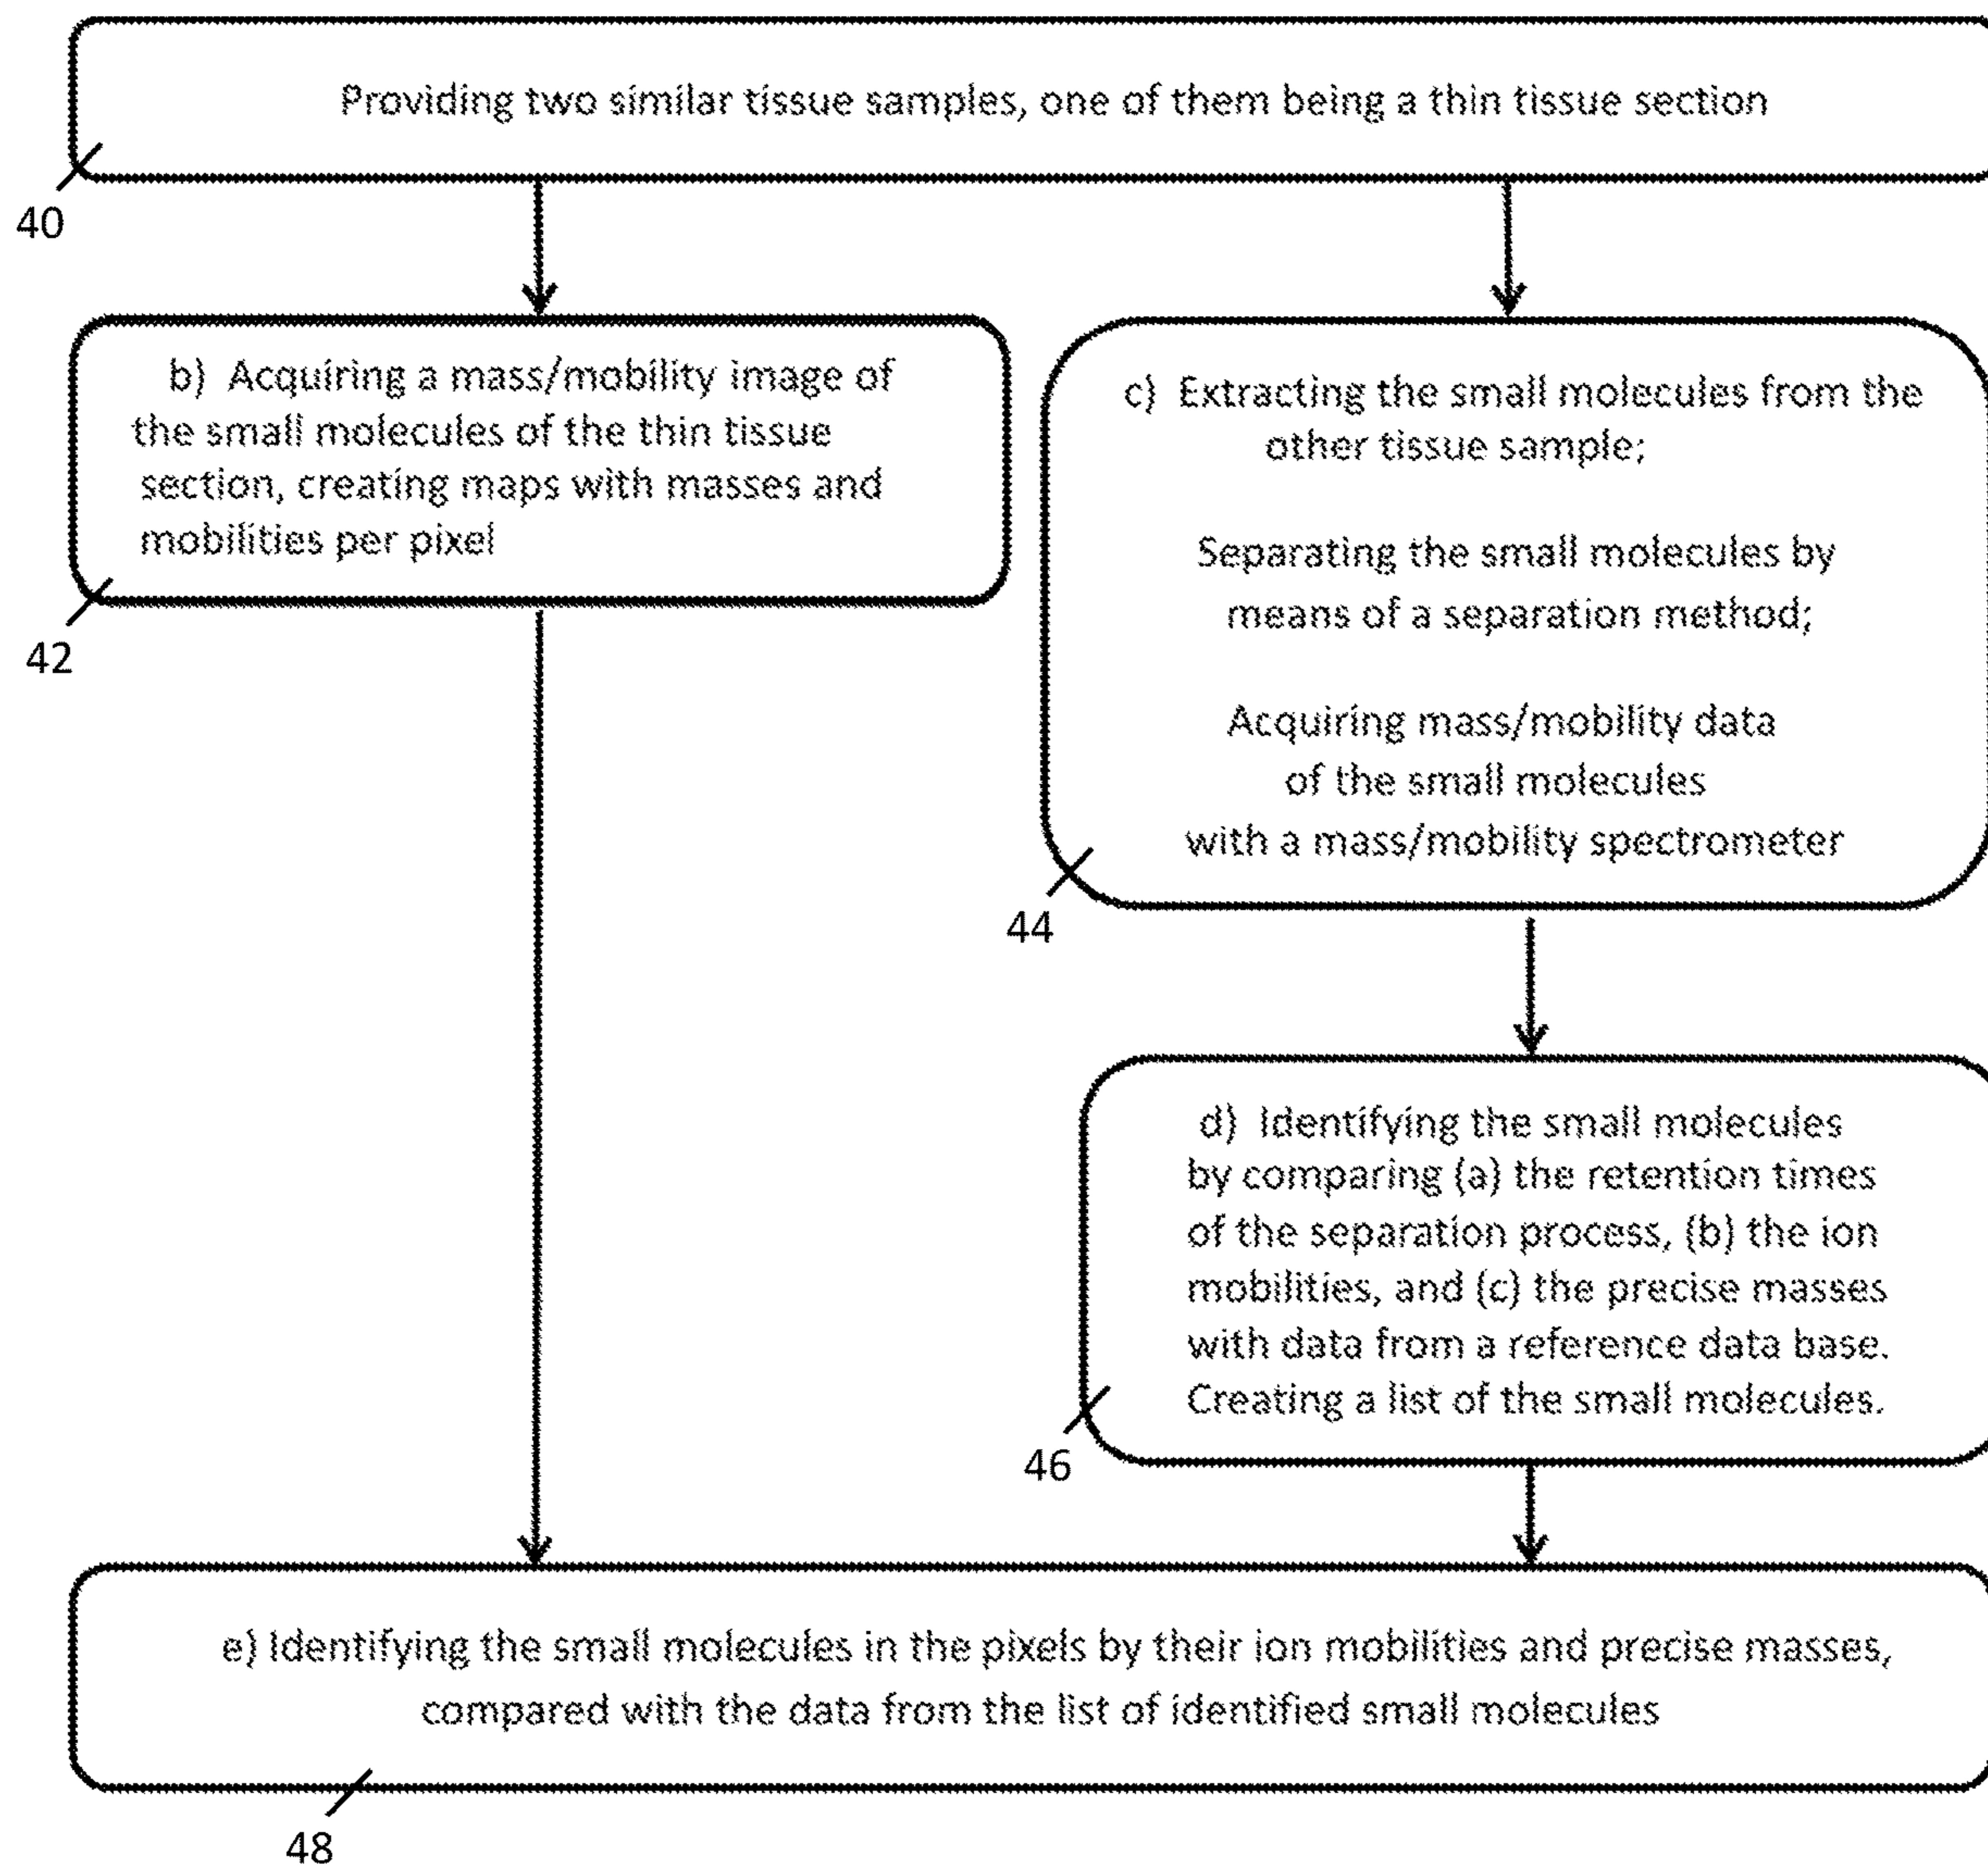 Providing two similar tissue samples, one of them being a thin tissue section
40
b) Acquiring a mass/mobility image of
the small molecules of the thin tissue
section, creating maps with masses and
mobilities per pixel
42
c) Extracting the small molecules from the
other tissue sample;
Separating the small molecules by
means of a separation method;
Acquiring mass/mobility data
of the small molecules
with a mass/mobility spectrometer
44
d) Identifying the small molecules
by comparing (a) the retention times
of the separation process, (b) the ion
mobilities, and (c) the precise masses
with data from a reference data base.
Creating a list of the small molecules.
46
e) Identifying the small molecules in the pixels by their ion mobilities and precise masses,
compared with the data from the list of identified small molecules
48